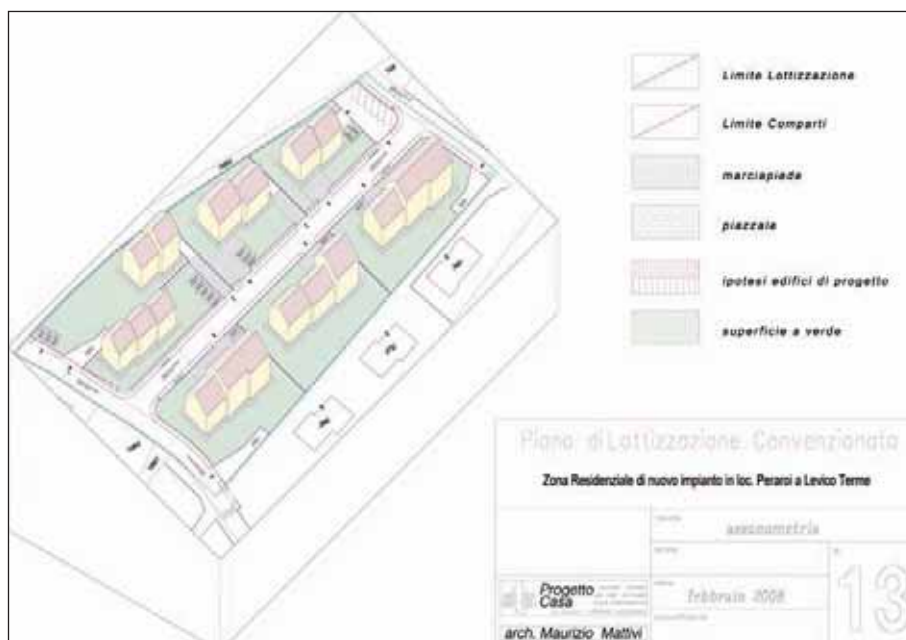 Limite Lottizzazione
Limite Comparti
marciapiede
piazzale
ipotesi edifici di progetto
superficie a verde
Piano di Lottizzazione Convenzionata
Zona Residenziale di nuovo impianto in loc. Peraroi a Levico Terme
assonometria
Progetto
Casa
febbraio 2008
13
arch. Maurizio Mattivi